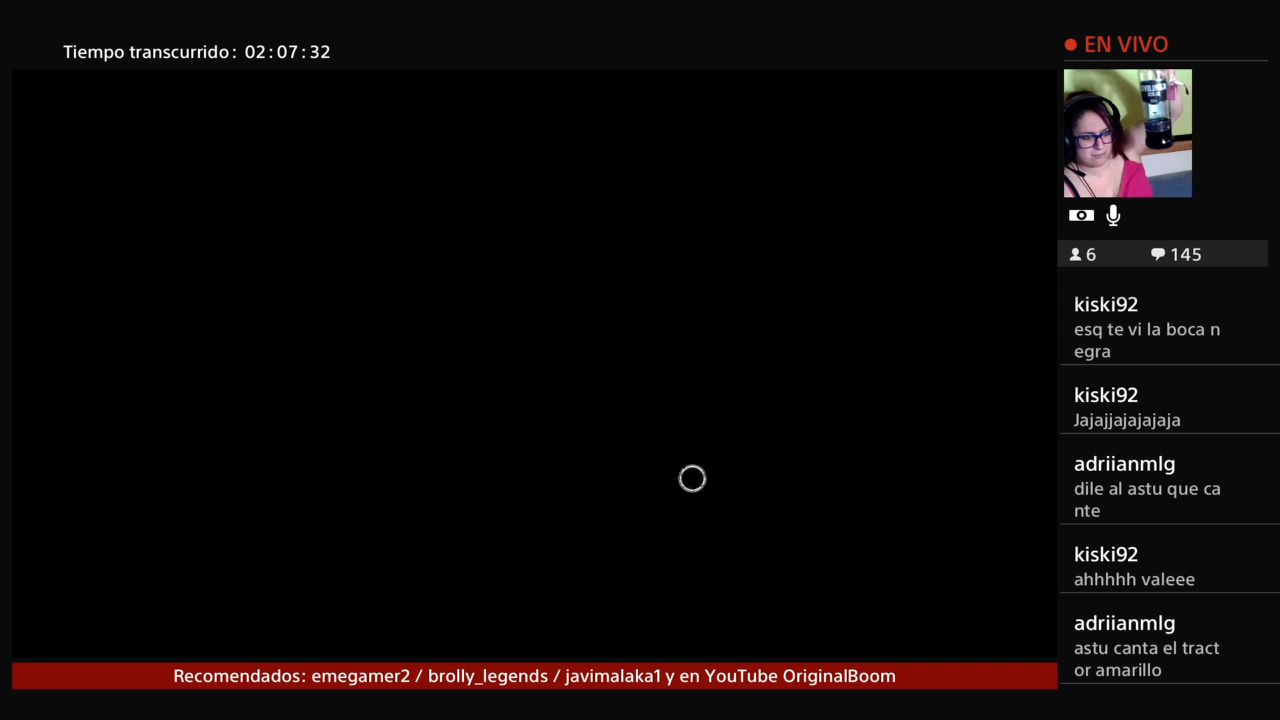 Tiempo transcurrido: 02:07:32
EN VIVO
6
145
kiski92
esq te vi la boca n
egra
kiski92
Jajajjajajajaja
adriianmlg
dile al astu que ca
nte
kiski92
ahhhhh valeee
adriianmlg
astu canta el tract
or amarillo
Recomendados: emegamer2 / brolly_legends / javimalaka1 y en YouTube OriginalBoom